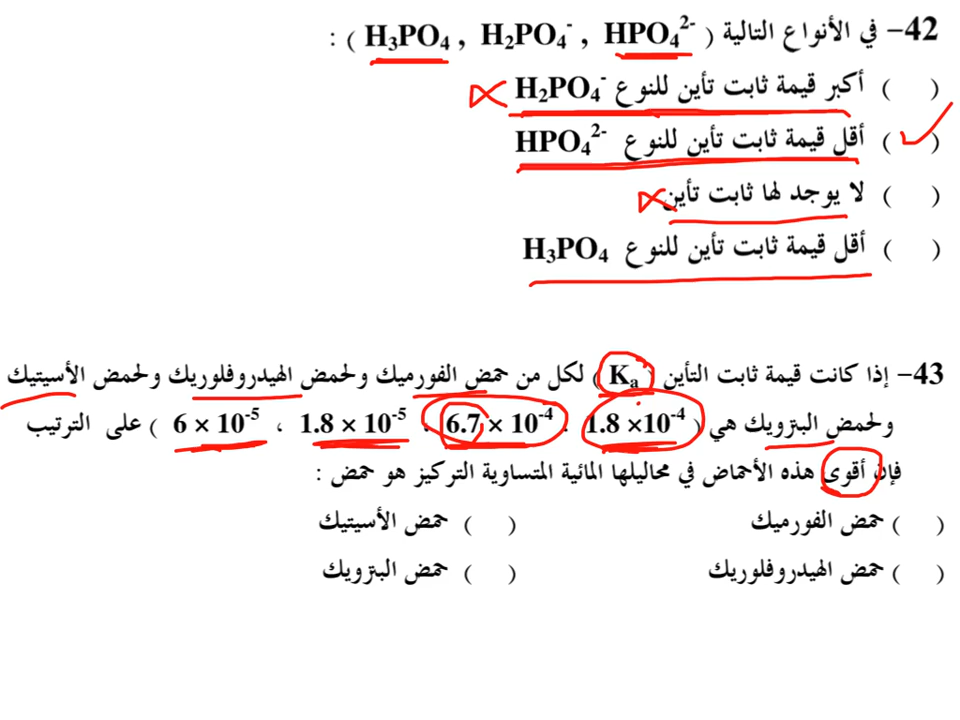 42- في الأنواع التالية ( H₃PO₄ , H₂PO₄⁻ , HPO₄²⁻ ) :
( ) أكبر قيمة ثابت تأين للنوع H₂PO₄⁻
( ✓ ) أقل قيمة ثابت تأين للنوع HPO₄²⁻
( ) لا يوجد لها ثابت تأين
( ) أقل قيمة ثابت تأين للنوع H₃PO₄
43- إذا كانت قيمة ثابت التأين ( Kₐ ) لكل من حمض الفورميك ولحمض الهيدروفلوريك ولحمض الأسيتيك
ولحمض البنزويك هي ( 1.8 ×10⁻⁴ ، 6.7 × 10⁻⁴ ، 1.8 × 10⁻⁵ ، 6 × 10⁻⁵ ) على الترتيب
فإن أقوى هذه الأحماض في محاليلها المائية المتساوية التركيز هو حمض :
( ) حمض الفورميك ( ) حمض الأسيتيك
( ) حمض الهيدروفلوريك ( ) حمض البنزويك